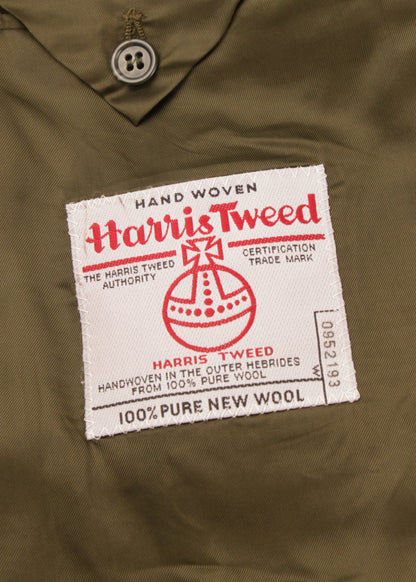 HAND WOVEN
Harris Tweed
THE HARRIS TWEED
AUTHORITY
CERTIFICATION
TRADE MARK
HARRIS TWEED
HANDWOVEN IN THE OUTER HEBRIDES
FROM 100% PURE WOOL
100% PURE NEW WOOL
W 0952193